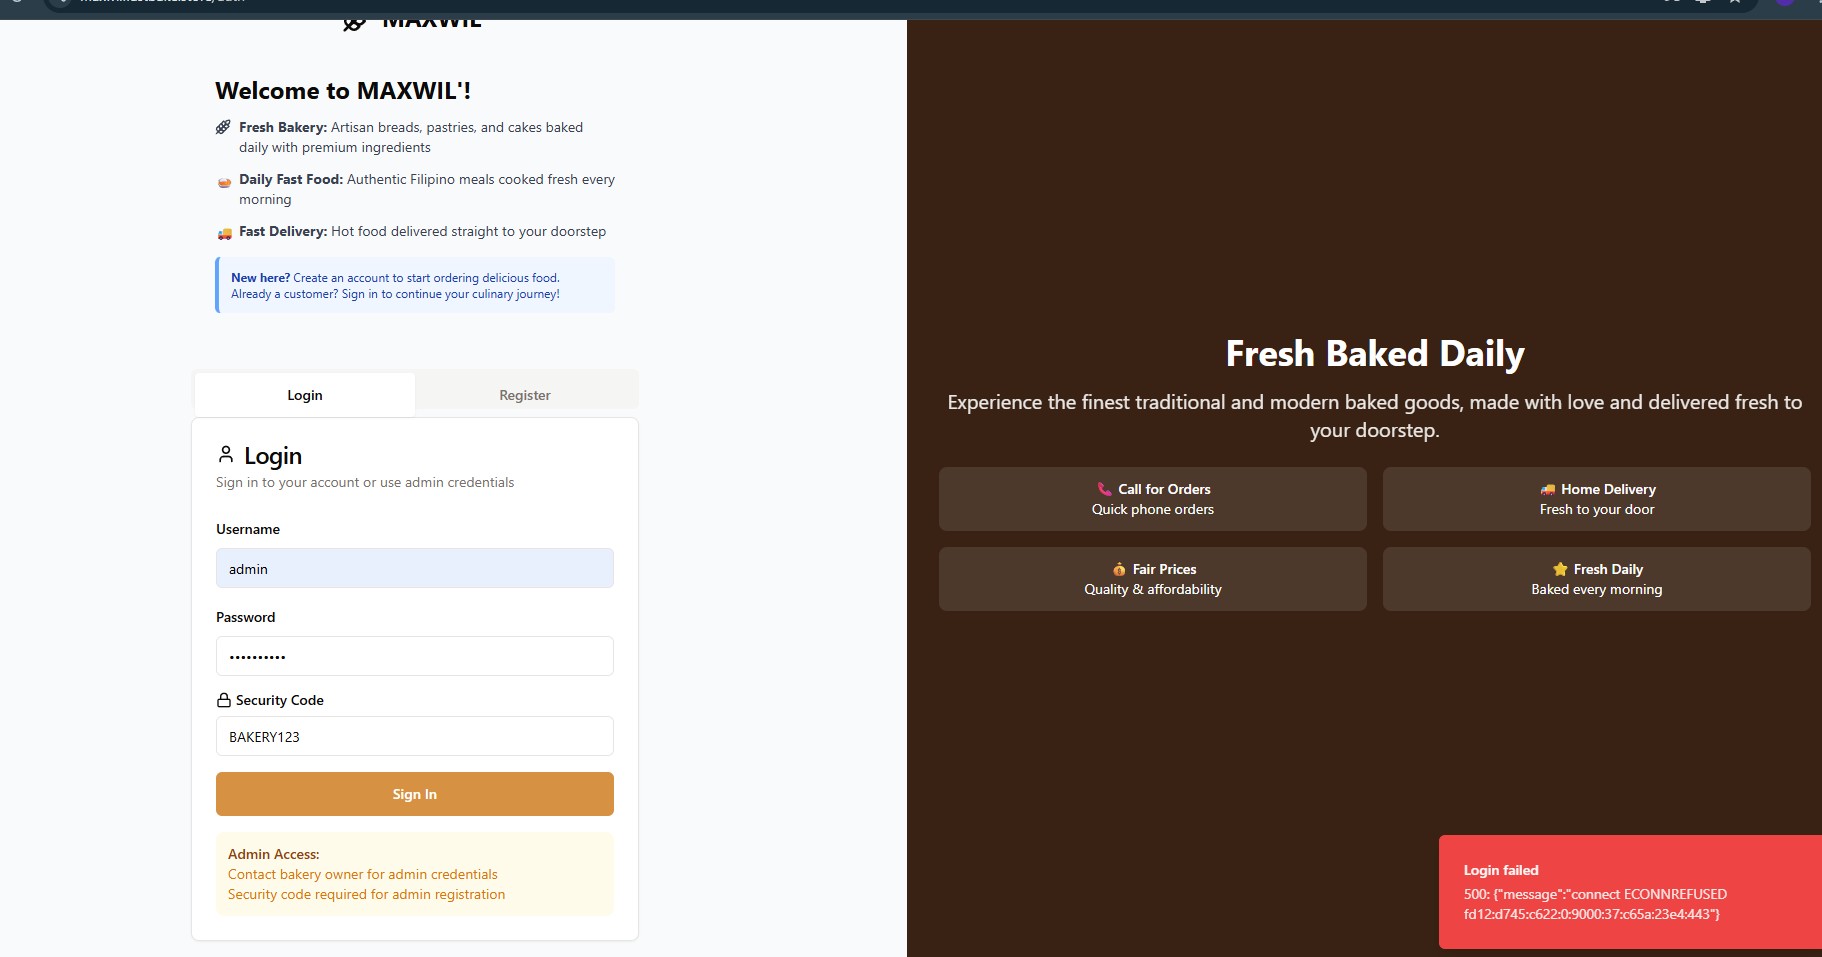 MAXWIL
Welcome to MAXWIL'!
Fresh Bakery: Artisan breads, pastries, and cakes baked
daily with premium ingredients
Daily Fast Food: Authentic Filipino meals cooked fresh every
morning
Fast Delivery: Hot food delivered straight to your doorstep
New here? Create an account to start ordering delicious food.
Already a customer? Sign in to continue your culinary journey!
Login
Register
Login
Sign in to your account or use admin credentials
Username
admin
Password
••••••••••
Security Code
BAKERY123
Sign In
Admin Access:
Contact bakery owner for admin credentials
Security code required for admin registration
Fresh Baked Daily
Experience the finest traditional and modern baked goods, made with love and delivered fresh to
your doorstep.
Call for Orders
Quick phone orders
Home Delivery
Fresh to your door
Fair Prices
Quality & affordability
Fresh Daily
Baked every morning
Login failed
500: {"message":"connect ECONNREFUSED
fd12:d745:c622:0:9000:37:c65a:23e4:443"}